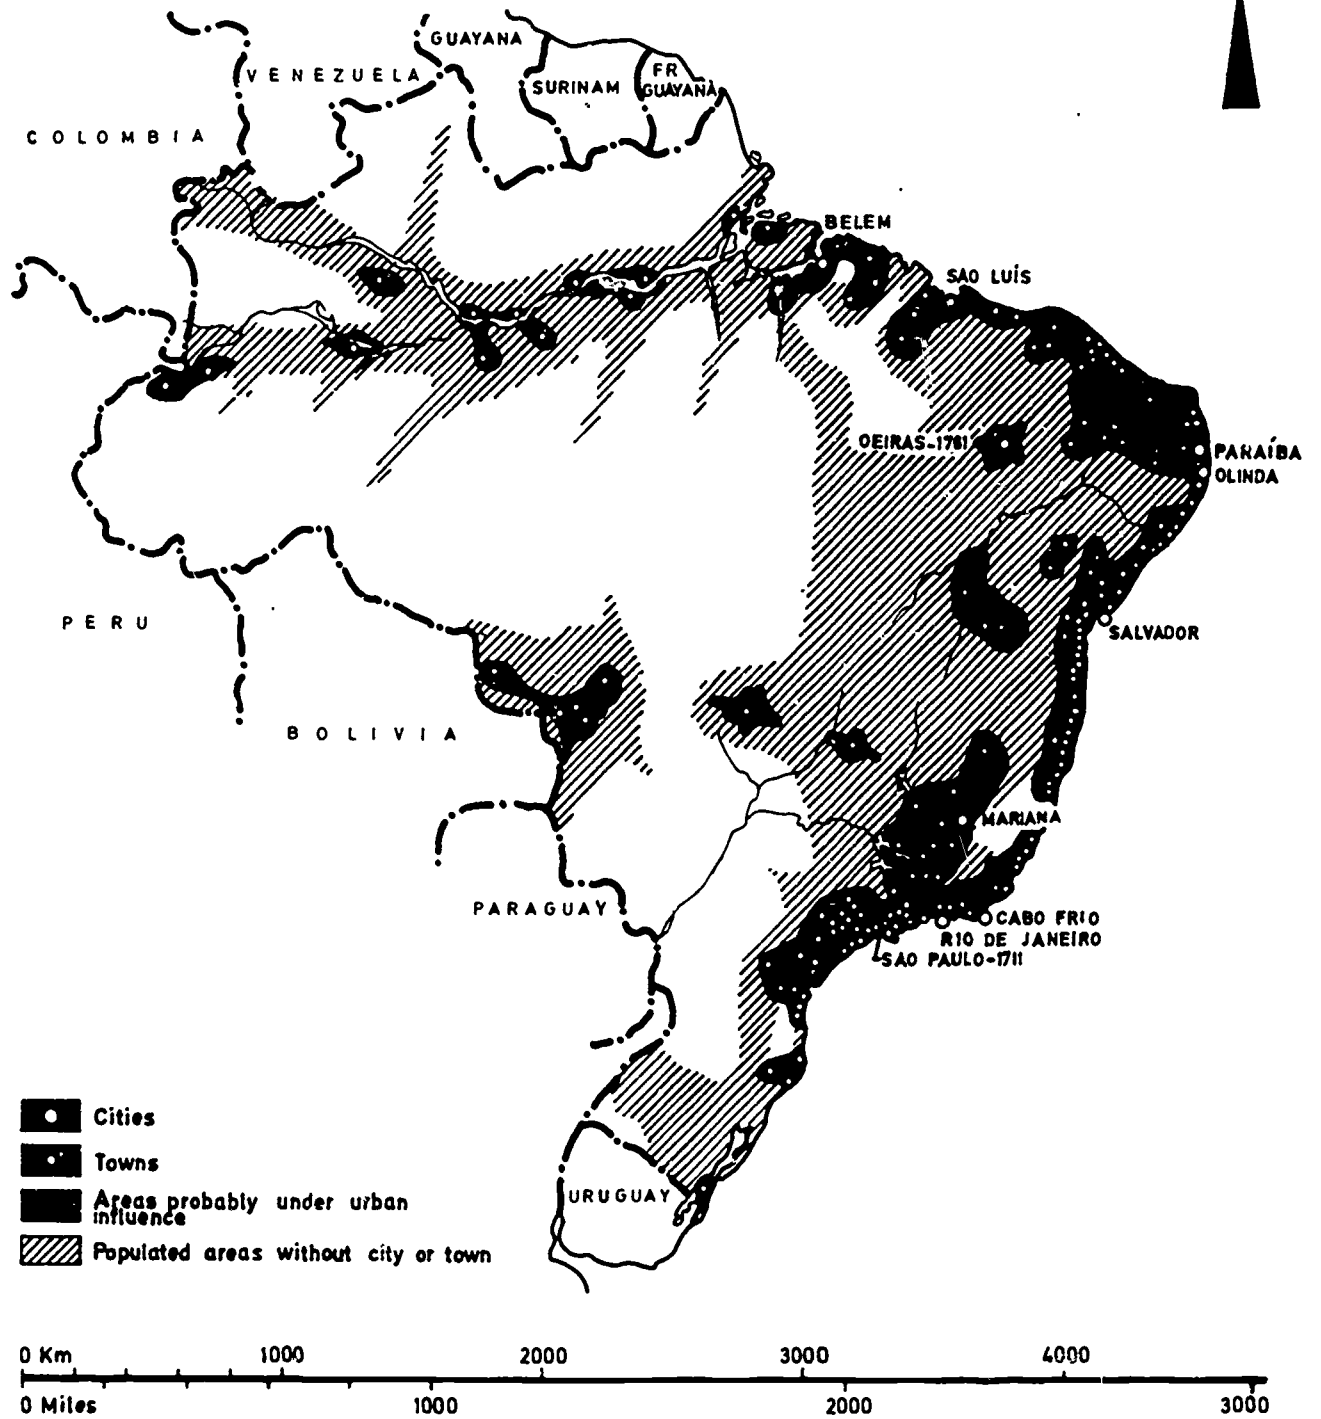 GUAYANA
VENEZUELA
FR
GUAYANA
SURINAM
COLOMBIA
BELEM
SAO LUÍS
OEIRAS-1761
PARAÍBA
OLINDA
PERU
SALVADOR
BOLIVIA
MARIANA
PARAGUAY
CABO FRIO
RIO DE JANEIRO
SAO PAULO-1711
URUGUAY
Cities
Towns
Areas probably under urban
influence
Populated areas without city or town
0 Km 1000 2000 3000 4000
0 Miles 1000 2000 3000